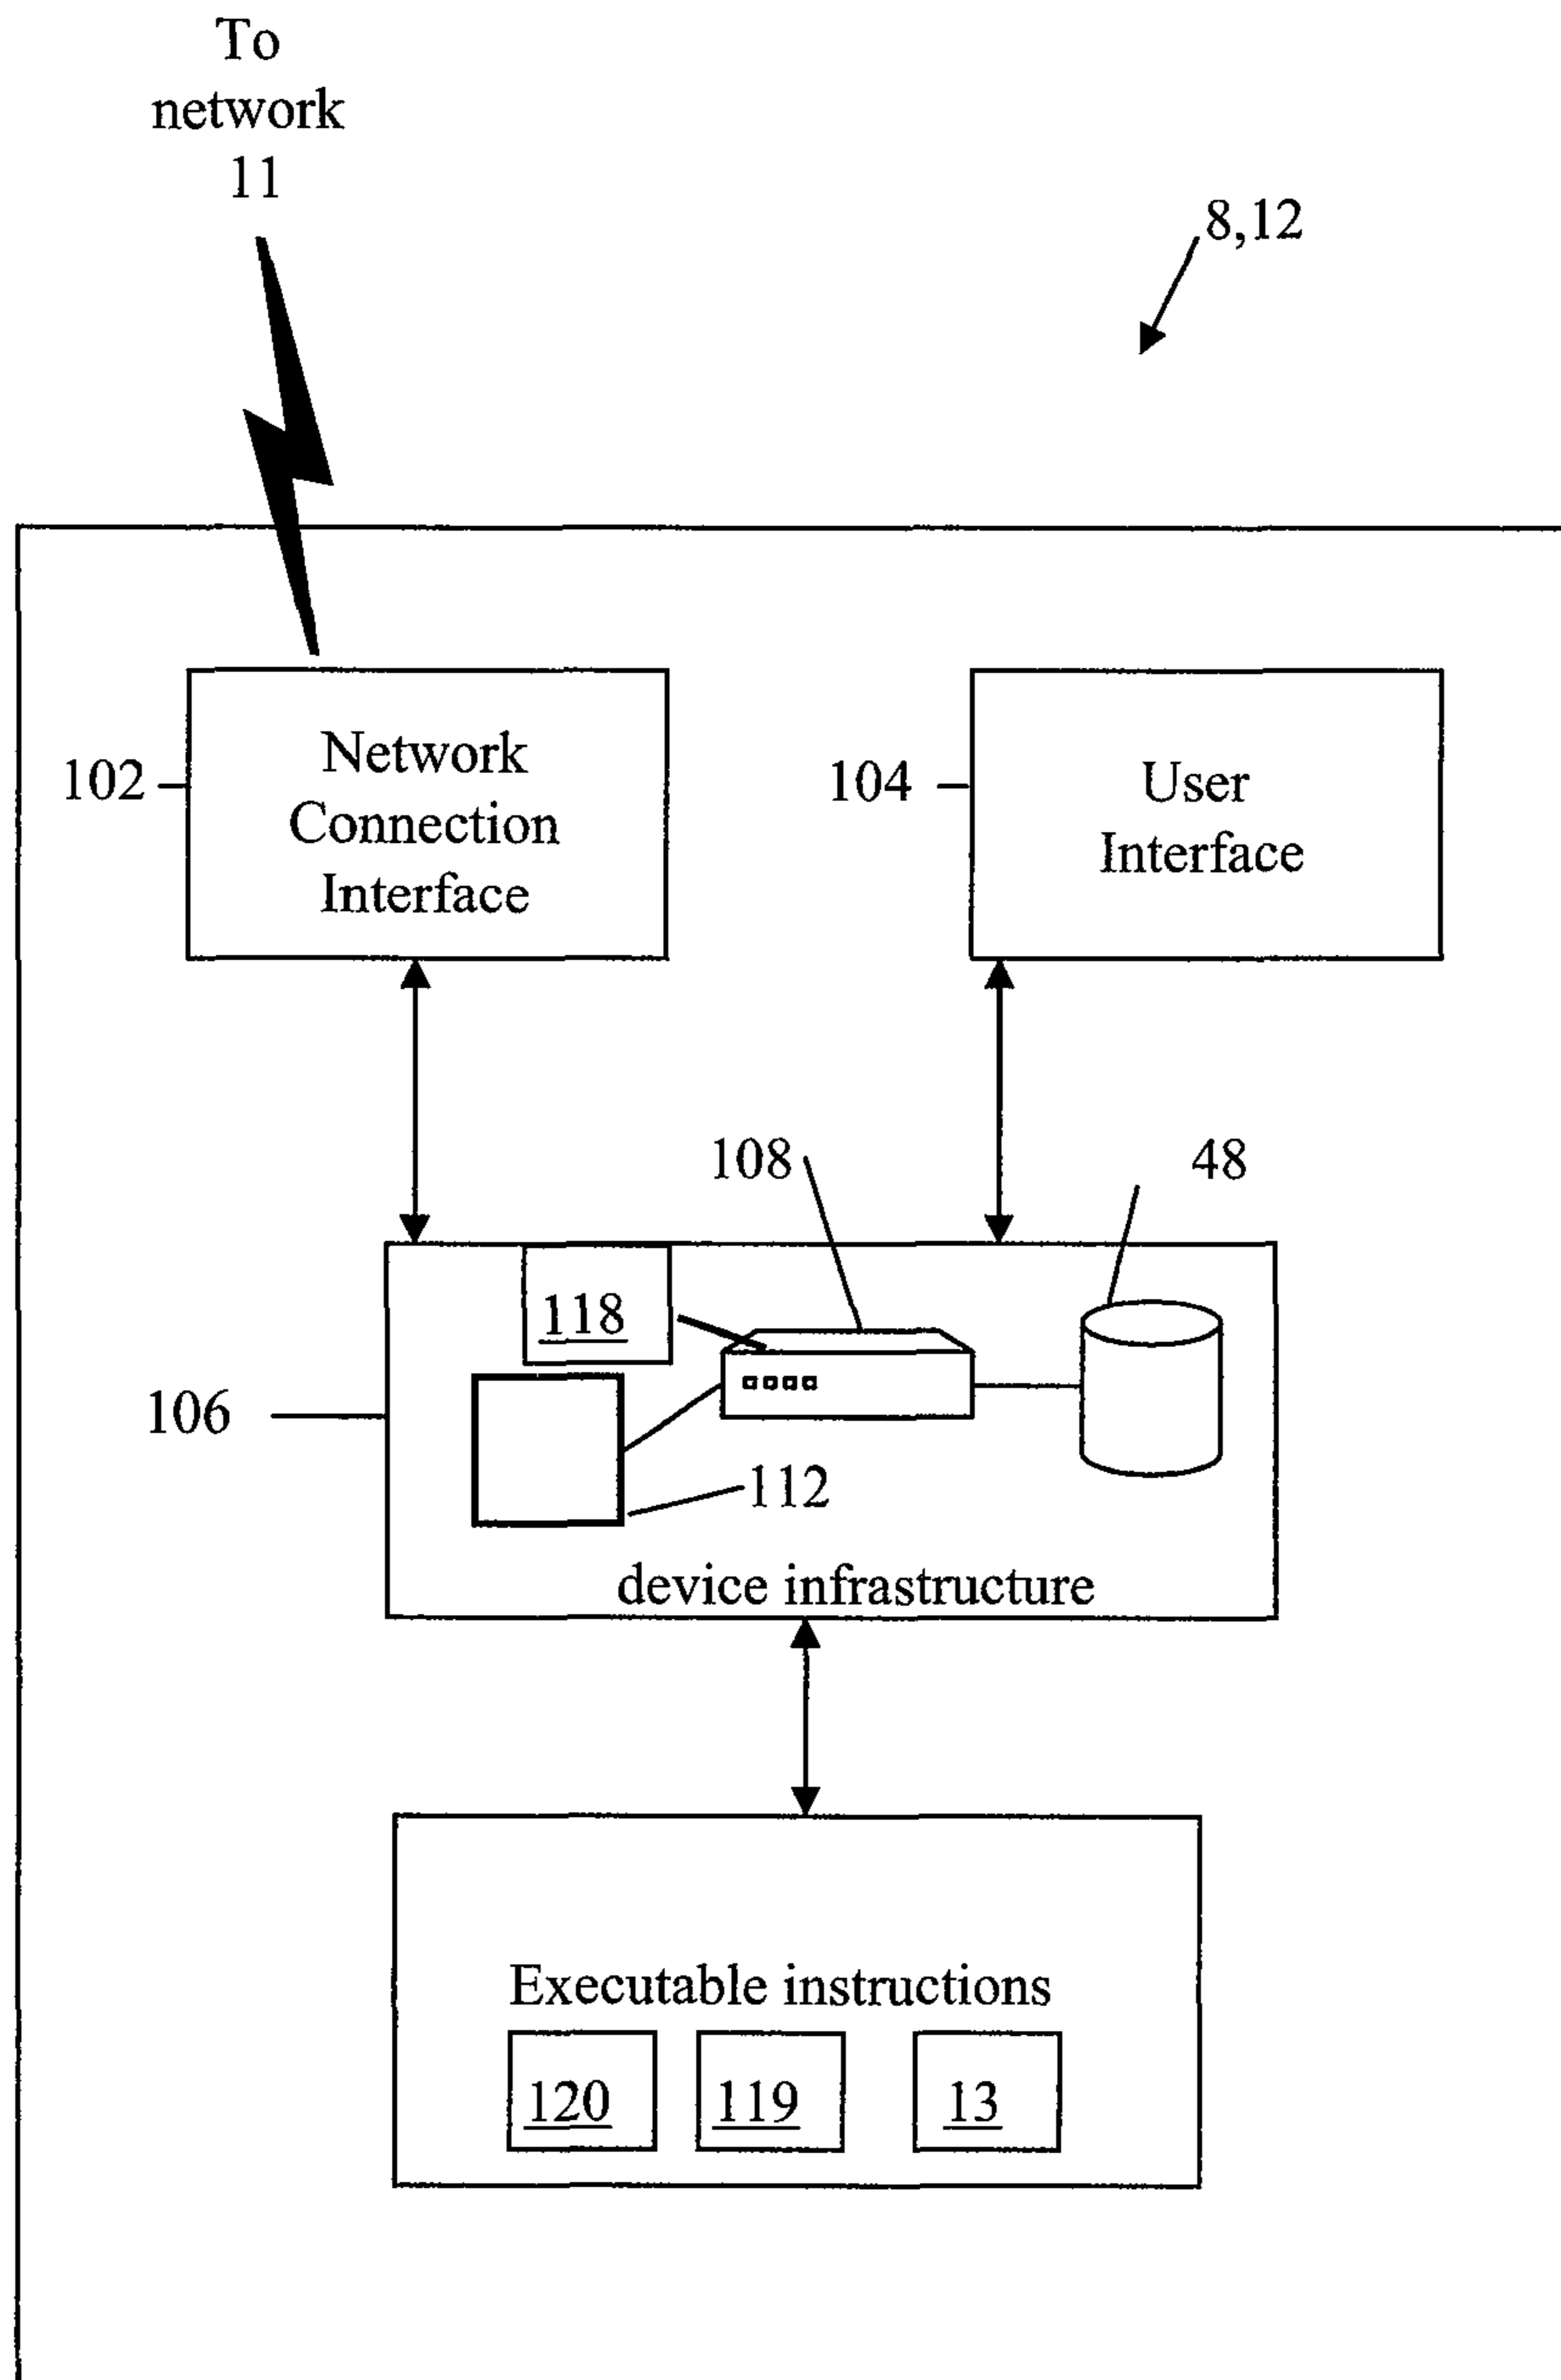 To
network
11
8,12
102
Network
Connection
Interface
104
User
Interface
108
48
118
106
112
device infrastructure
Executable instructions
120
119
13